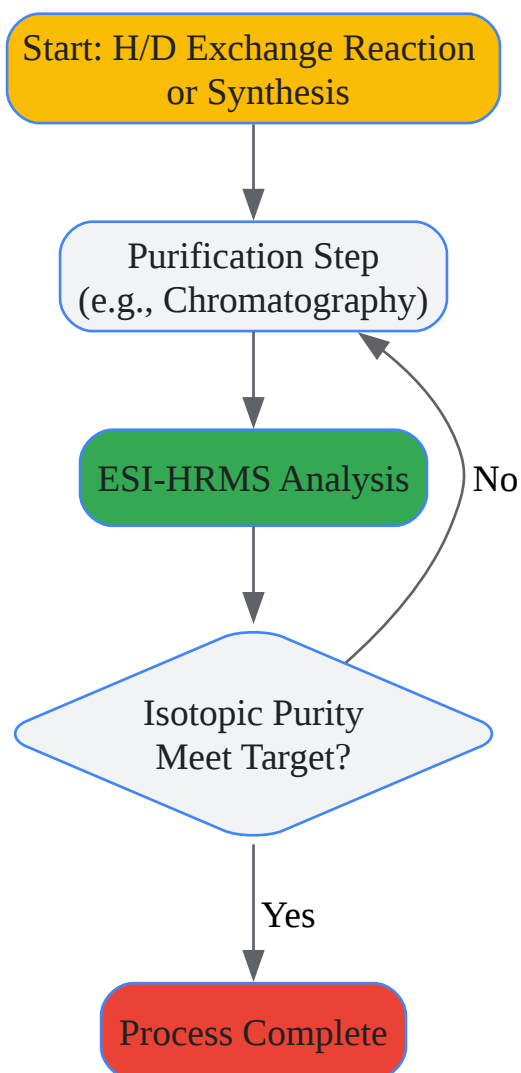 Start: H/D Exchange Reaction
or Synthesis
Purification Step
(e.g., Chromatography)
ESI-HRMS Analysis
No
Isotopic Purity
Meet Target?
Yes
Process Complete